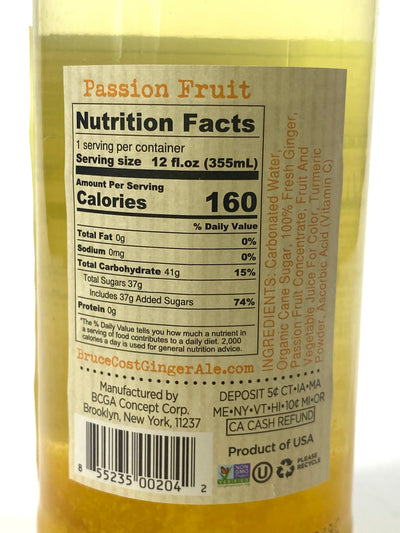 Passion Fruit
Nutrition Facts
1 serving per container
Serving size 12 fl.oz (355mL)
Amount Per Serving
Calories 160
% Daily Value
Total Fat 0g 0%
Sodium 0mg 0%
Total Carbohydrate 41g 15%
Total Sugars 37g
Includes 37g Added Sugars 74%
Protein 0g
*The % Daily Value tells you how much a nutrient in
a serving of food contributes to a daily diet. 2,000
calories a day is used for general nutrition advice.
BruceCostGingerAle.com
INGREDIENTS: Carbonated Water,
Organic Cane Sugar, 100% Fresh Ginger,
Passion Fruit Concentrate, Fruit And
Vegetable Juice For Color, Turmeric
Powder, Ascorbic Acid (Vitamin C)
Manufactured by
BCGA Concept Corp.
Brooklyn, New York, 11237
8 55235 00204 2
DEPOSIT 5¢ CT•IA•MA
ME•NY•VT•HI•10¢ MI•OR
CA CASH REFUND
Product of USA
NON
GMO
VERIFIED
U
PLEASE
RECYCLE